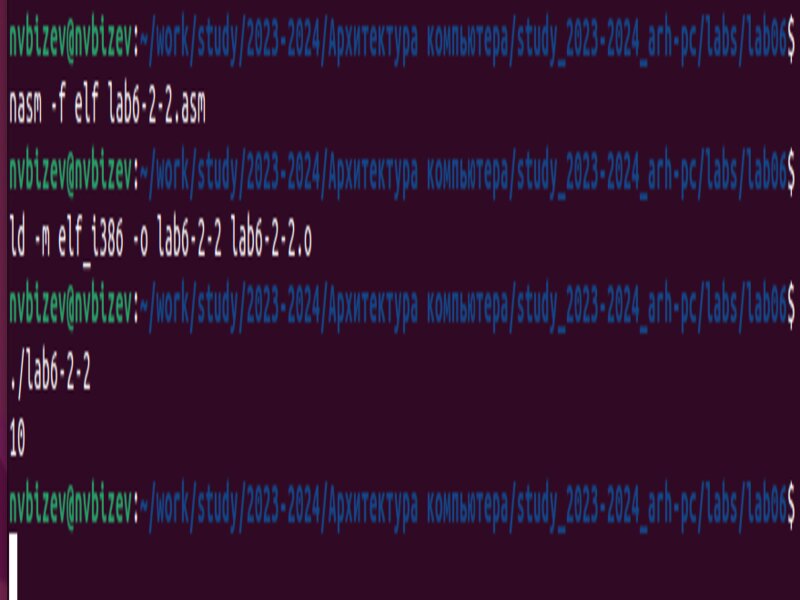 nvbizev@nvbizev:~/work/study/2023-2024/Архитектура компьютера/study_2023-2024_arh-pc/labs/lab06$
nasm -f elf lab6-2-2.asm
nvbizev@nvbizev:~/work/study/2023-2024/Архитектура компьютера/study_2023-2024_arh-pc/labs/lab06$
ld -m elf_i386 -o lab6-2-2 lab6-2-2.o
nvbizev@nvbizev:~/work/study/2023-2024/Архитектура компьютера/study_2023-2024_arh-pc/labs/lab06$
./lab6-2-2
10
nvbizev@nvbizev:~/work/study/2023-2024/Архитектура компьютера/study_2023-2024_arh-pc/labs/lab06$